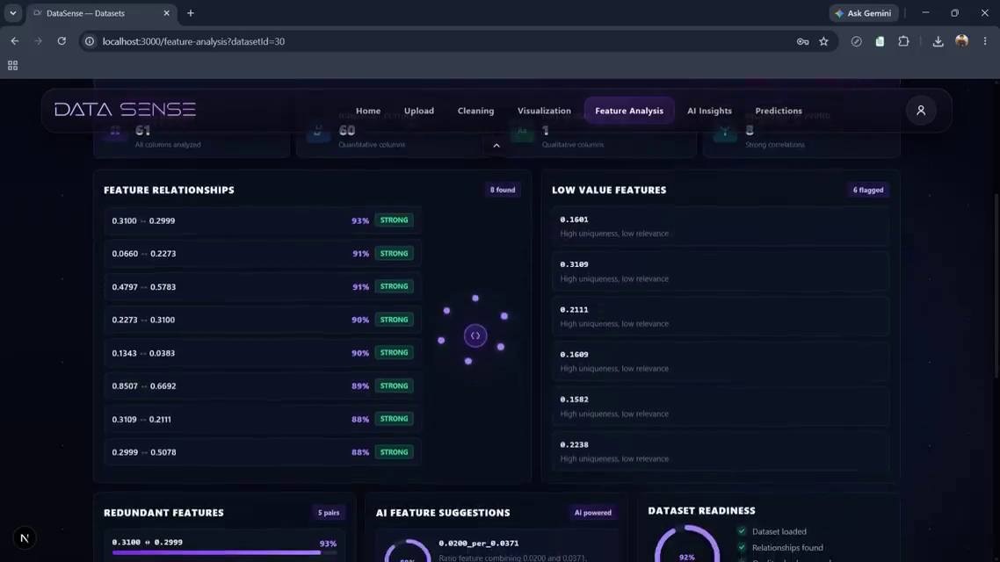 DataSense — Datasets
Ask Gemini
localhost:3000/feature-analysis?datasetId=30
DATA SENSE
Home
Upload
Cleaning
Visualization
Feature Analysis
AI Insights
Predictions
61
All columns analyzed
60
Quantitative columns
Aa
1
Qualitative columns
8
Strong correlations
FEATURE RELATIONSHIPS
8 found
0.3100 ↔ 0.2999 93% STRONG
0.0660 ↔ 0.2273 91% STRONG
0.4797 ↔ 0.5783 91% STRONG
0.2273 ↔ 0.3100 90% STRONG
0.1343 ↔ 0.0383 90% STRONG
0.8507 ↔ 0.6692 89% STRONG
0.3109 ↔ 0.2111 88% STRONG
0.2999 ↔ 0.5078 88% STRONG
LOW VALUE FEATURES
6 flagged
0.1601
High uniqueness, low relevance
0.3109
High uniqueness, low relevance
0.2111
High uniqueness, low relevance
0.1609
High uniqueness, low relevance
0.1582
High uniqueness, low relevance
0.2238
High uniqueness, low relevance
REDUNDANT FEATURES
5 pairs
0.3100 ⇔ 0.2999 93%
AI FEATURE SUGGESTIONS
AI powered
0.0200_per_0.0371
Ratio feature combining 0.0200 and 0.0371,
DATASET READINESS
92%
Dataset loaded
Relationships found
N